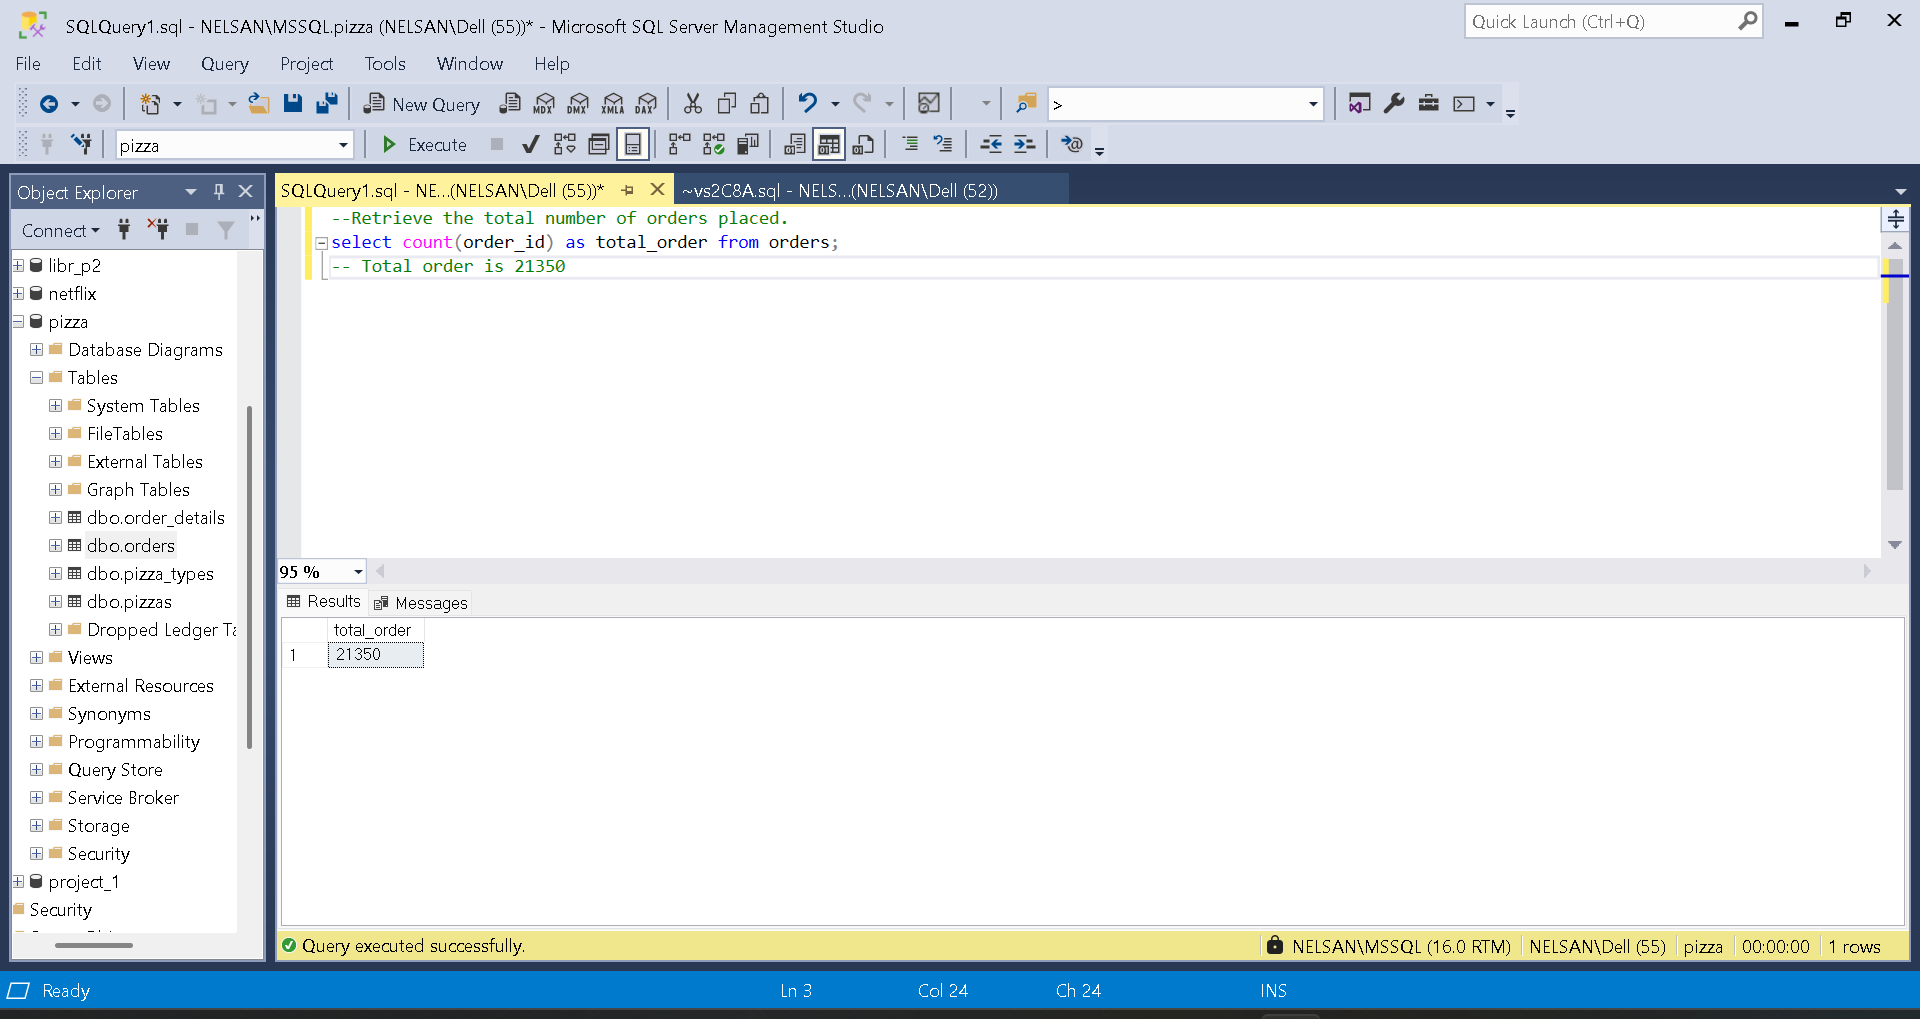 SQLQuery1.sql - NELSAN\MSSQL.pizza (NELSAN\Dell (55))* - Microsoft SQL Server Management Studio
Quick Launch (Ctrl+Q)
File Edit View Query Project Tools Window Help
New Query MDX DMX XMLA DAX >
pizza Execute
Object Explorer
Connect
libr_p2
netflix
pizza
Database Diagrams
Tables
System Tables
FileTables
External Tables
Graph Tables
dbo.order_details
dbo.orders
dbo.pizza_types
dbo.pizzas
Dropped Ledger Ta
Views
External Resources
Synonyms
Programmability
Query Store
Service Broker
Storage
Security
project_1
Security
SQLQuery1.sql - NE...(NELSAN\Dell (55))* ~vs2C8A.sql - NELS...(NELSAN\Dell (52))
--Retrieve the total number of orders placed.
select count(order_id) as total_order from orders;
-- Total order is 21350
95 %
Results Messages
total_order
1 21350
Query executed successfully. NELSAN\MSSQL (16.0 RTM) NELSAN\Dell (55) pizza 00:00:00 1 rows
Ready Ln 3 Col 24 Ch 24 INS